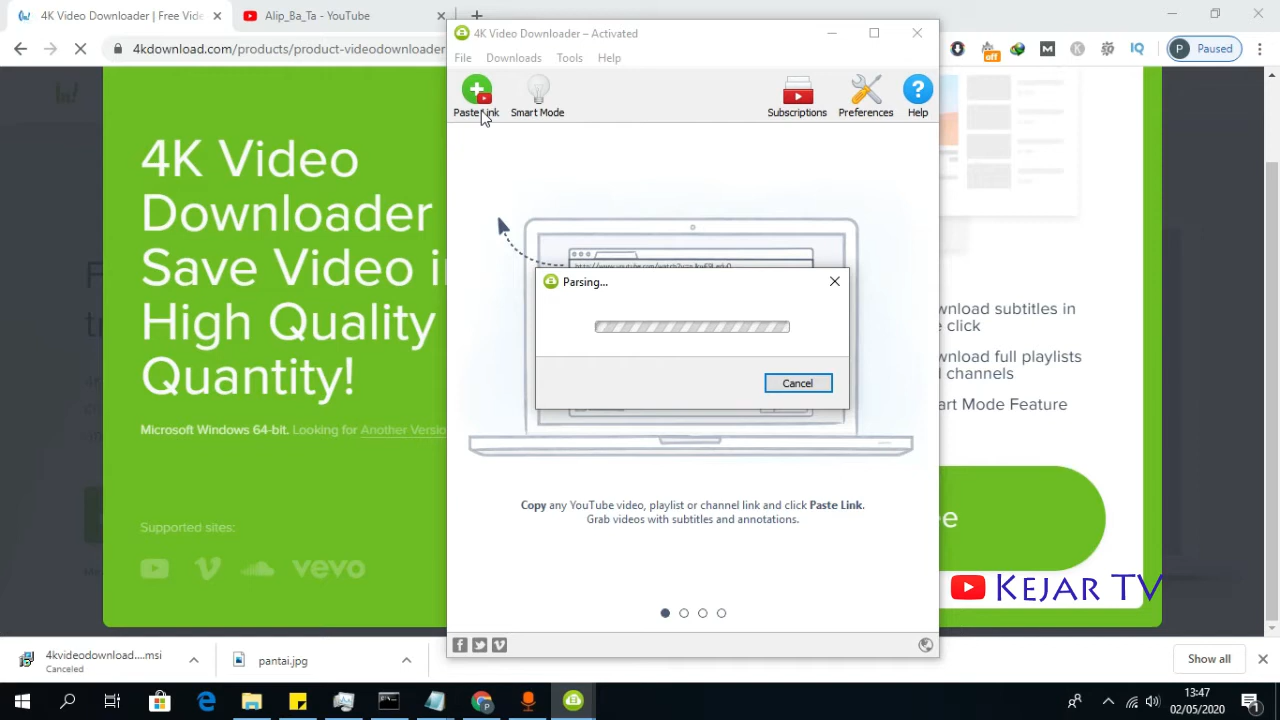 4K Video Downloader | Free Vide
Alip_Ba_Ta - YouTube
4kdownload.com/products/product-videodownloader
Paused
4K Video Downloader – Activated
File Downloads Tools Help
Paste Link Smart Mode Subscriptions Preferences Help
4K Video
Downloader
Save Video in
High Quality
Quantity!
Microsoft Windows 64-bit. Looking for Another Versio
Supported sites:
vevo
Parsing...
Cancel
Copy any YouTube video, playlist or channel link and click Paste Link.
Grab videos with subtitles and annotations.
wnload subtitles in
e click
wnload full playlists
d channels
art Mode Feature
ee
KEJAR TV
4kvideodownload....msi
Canceled
pantai.jpg
Show all
13:47
02/05/2020